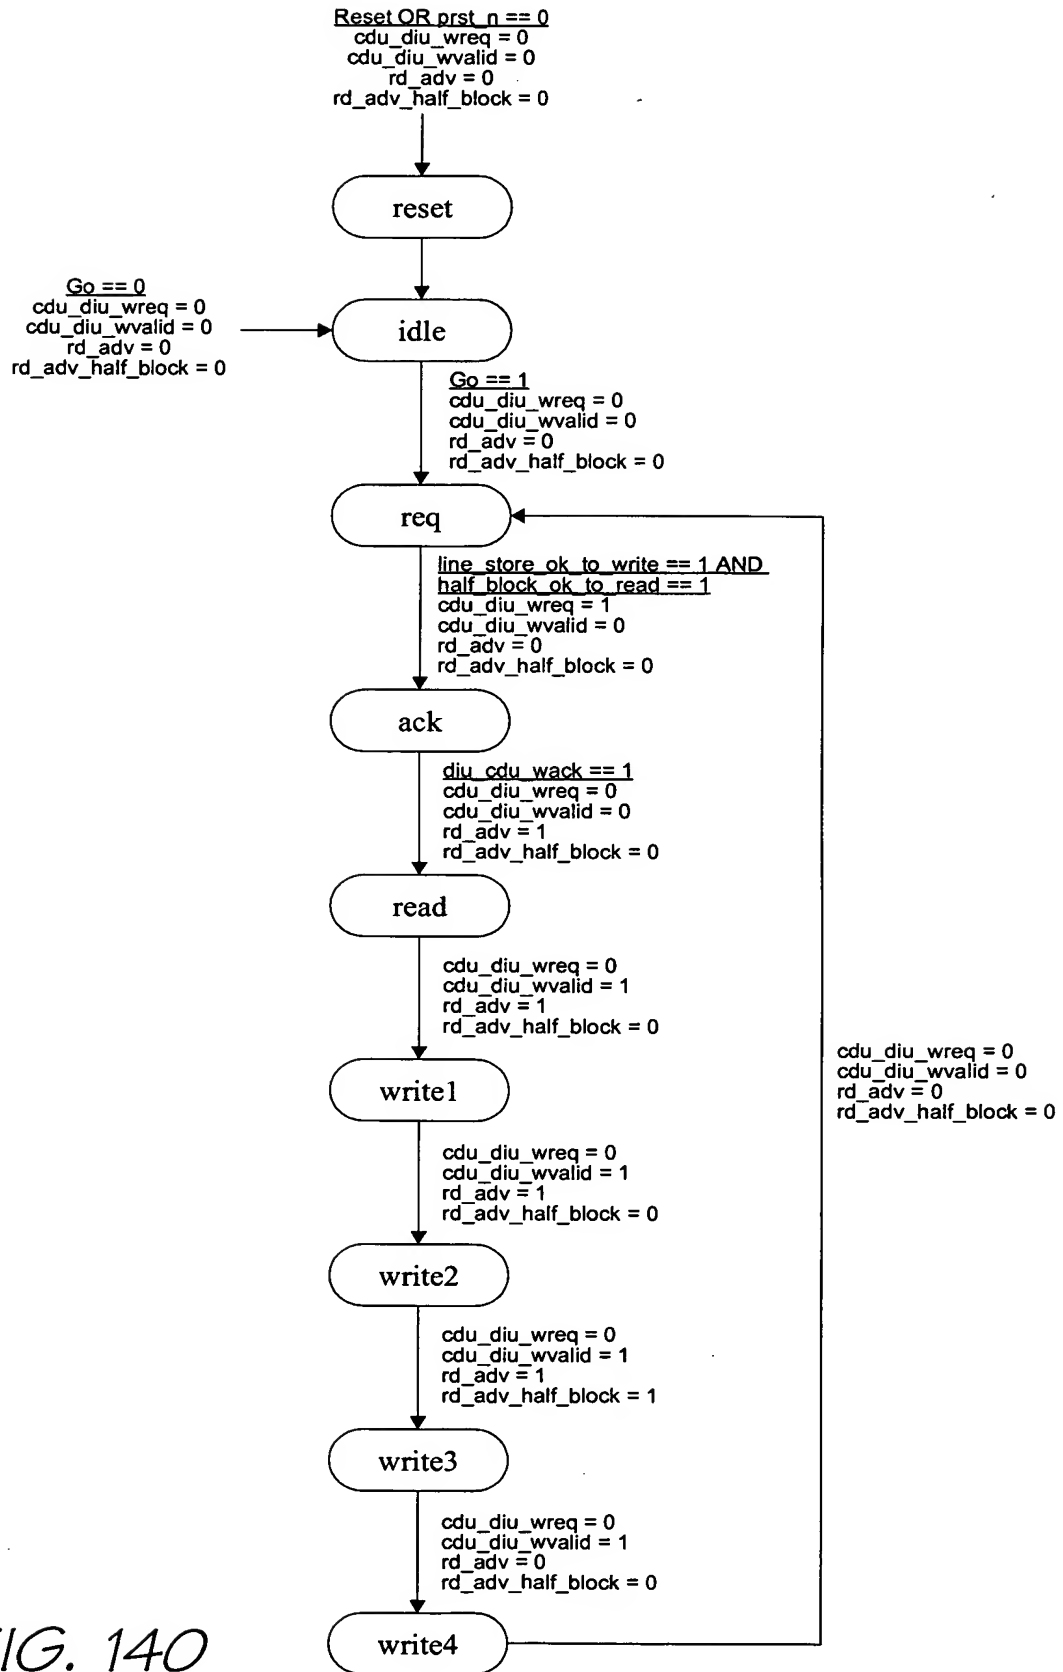 Reset OR prst_n == 0
cdu_diu_wreq = 0
cdu_diu_wvalid = 0
rd_adv = 0
rd_adv_half_block = 0
reset
Go == 0
cdu_diu_wreq = 0
cdu_diu_wvalid = 0
rd_adv = 0
rd_adv_half_block = 0
idle
Go == 1
cdu_diu_wreq = 0
cdu_diu_wvalid = 0
rd_adv = 0
rd_adv_half_block = 0
req
line_store_ok_to_write == 1 AND
half_block_ok_to_read == 1
cdu_diu_wreq = 1
cdu_diu_wvalid = 0
rd_adv = 0
rd_adv_half_block = 0
ack
diu_cdu_wack == 1
cdu_diu_wreq = 0
cdu_diu_wvalid = 0
rd_adv = 1
rd_adv_half_block = 0
read
cdu_diu_wreq = 0
cdu_diu_wvalid = 1
rd_adv = 1
rd_adv_half_block = 0
write1
cdu_diu_wreq = 0
cdu_diu_wvalid = 0
rd_adv = 0
rd_adv_half_block = 0
cdu_diu_wreq = 0
cdu_diu_wvalid = 1
rd_adv = 1
rd_adv_half_block = 0
write2
cdu_diu_wreq = 0
cdu_diu_wvalid = 1
rd_adv = 1
rd_adv_half_block = 1
write3
cdu_diu_wreq = 0
cdu_diu_wvalid = 1
rd_adv = 0
rd_adv_half_block = 0
write4
IG. 140